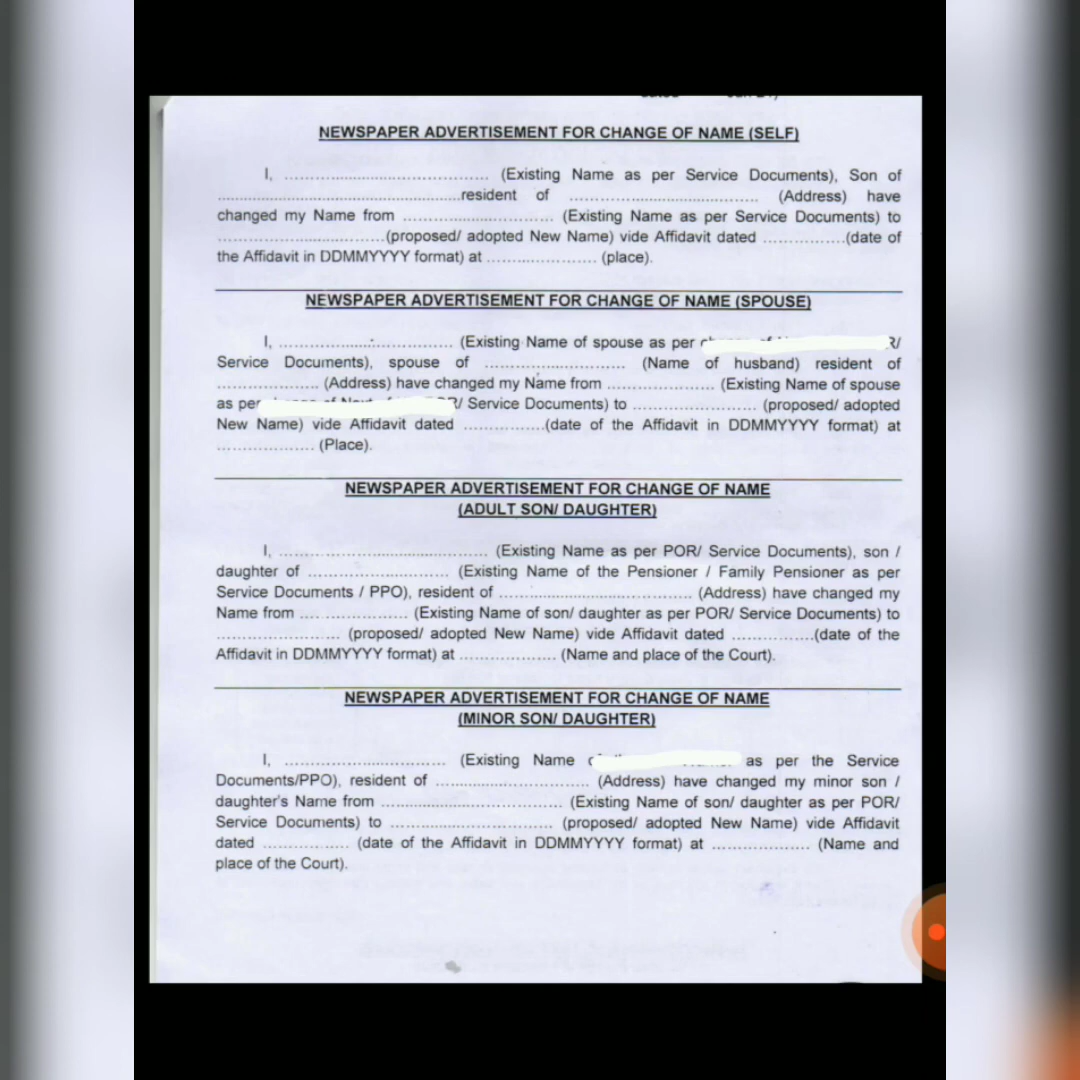 NEWSPAPER ADVERTISEMENT FOR CHANGE OF NAME (SELF)
I, ................................................ (Existing Name as per Service Documents), Son of
..........................................................resident of ............................................. (Address) have
changed my Name from .................................... (Existing Name as per Service Documents) to
........................................(proposed/ adopted New Name) vide Affidavit dated ....................(date of
the Affidavit in DDMMYYYY format) at .......................... (place).
NEWSPAPER ADVERTISEMENT FOR CHANGE OF NAME (SPOUSE)
I, .......................................... (Existing Name of spouse as per R/
Service Documents), spouse of .................................. (Name of husband) resident of
........................ (Address) have changed my Name from .......................... (Existing Name of spouse
as per R/ Service Documents) to .............................. (proposed/ adopted
New Name) vide Affidavit dated ...................(date of the Affidavit in DDMMYYYY format) at
....................... (Place).
NEWSPAPER ADVERTISEMENT FOR CHANGE OF NAME
(ADULT SON/ DAUGHTER)
I, .................................................. (Existing Name as per POR/ Service Documents), son /
daughter of .................................. (Existing Name of the Pensioner / Family Pensioner as per
Service Documents / PPO), resident of .............................................. (Address) have changed my
Name from .......................... (Existing Name of son/ daughter as per POR/ Service Documents) to
.............................. (proposed/ adopted New Name) vide Affidavit dated ....................(date of the
Affidavit in DDMMYYYY format) at ....................... (Name and place of the Court).
NEWSPAPER ADVERTISEMENT FOR CHANGE OF NAME
(MINOR SON/ DAUGHTER)
I, ....................................... (Existing Name as per the Service
Documents/PPO), resident of ..................................... (Address) have changed my minor son /
daughter's Name from ............................................ (Existing Name of son/ daughter as per POR/
Service Documents) to ....................................... (proposed/ adopted New Name) vide Affidavit
dated ..................... (date of the Affidavit in DDMMYYYY format) at ........................ (Name and
place of the Court).